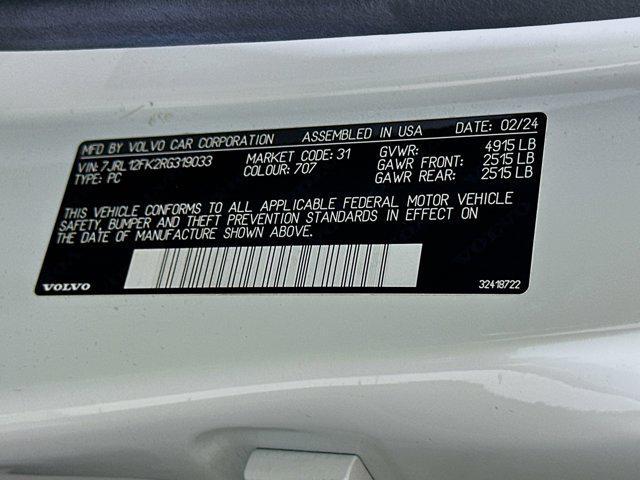 MFD BY VOLVO CAR CORPORATION ASSEMBLED IN USA DATE: 02/24
VIN: 7JRL12FK2RG319033 MARKET CODE: 31 GVWR: 4915 LB
TYPE: PC COLOUR: 707 GAWR FRONT: 2515 LB
GAWR REAR: 2515 LB
THIS VEHICLE CONFORMS TO ALL APPLICABLE FEDERAL MOTOR VEHICLE
SAFETY, BUMPER AND THEFT PREVENTION STANDARDS IN EFFECT ON
THE DATE OF MANUFACTURE SHOWN ABOVE.
VOLVO 32418722